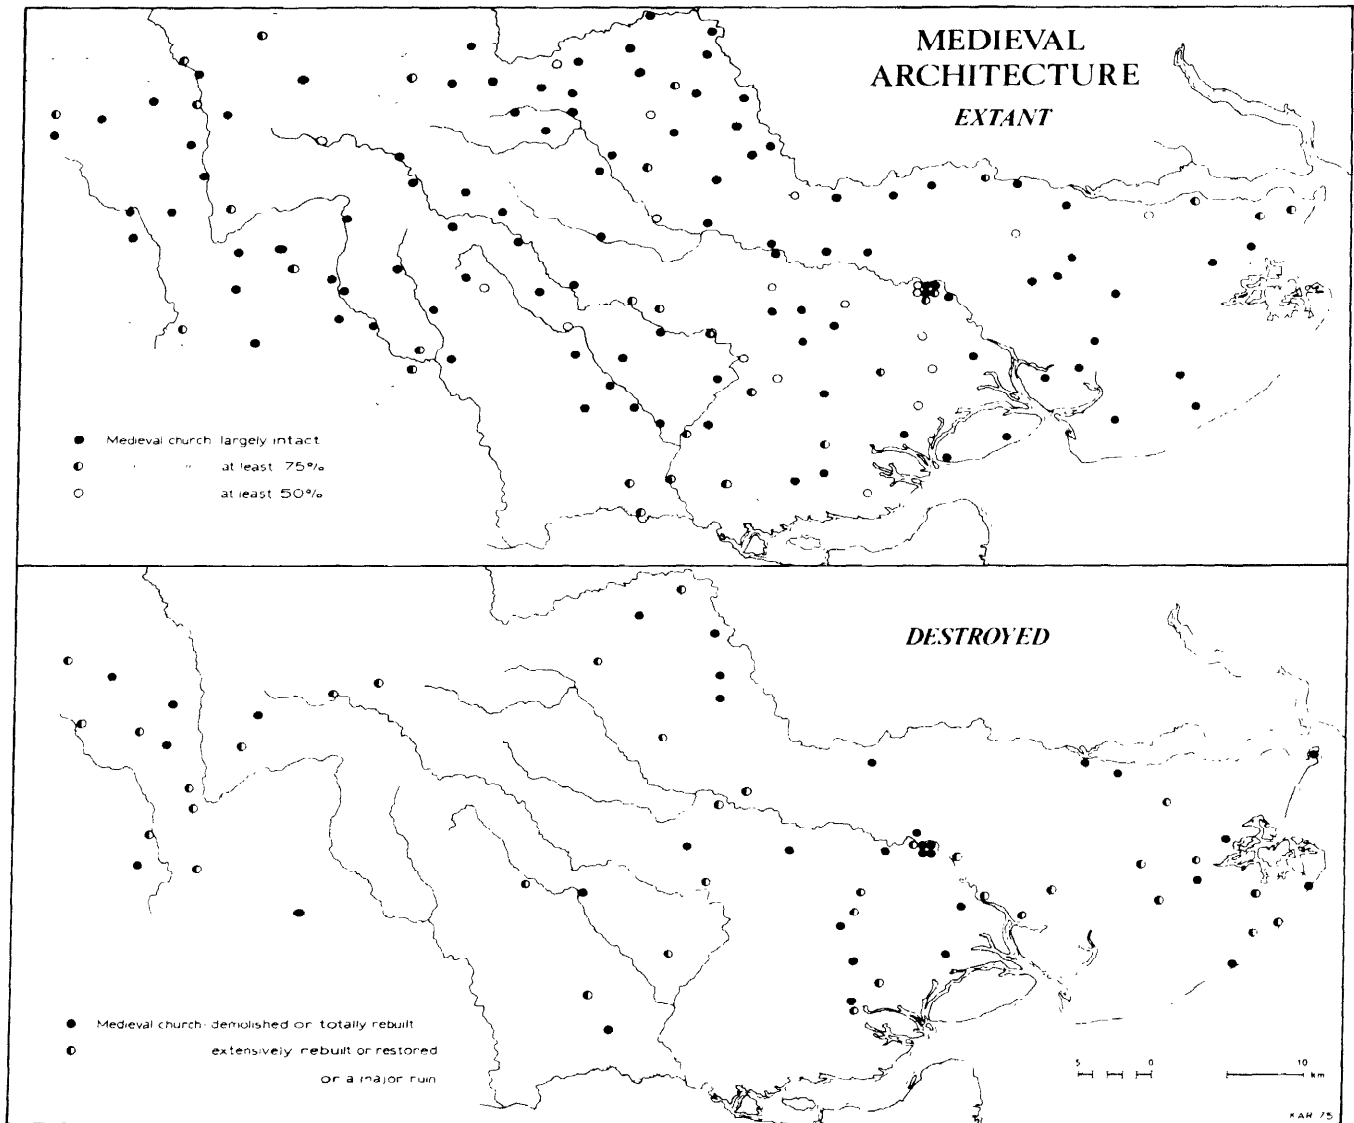 MEDIEVAL
ARCHITECTURE
EXTANT
Medieval church largely intact
" " at least 75%
at least 50%
DESTROYED
Medieval church: demolished or totally rebuilt
extensively rebuilt or restored
or a major ruin
5 0 10
km
KAR 75